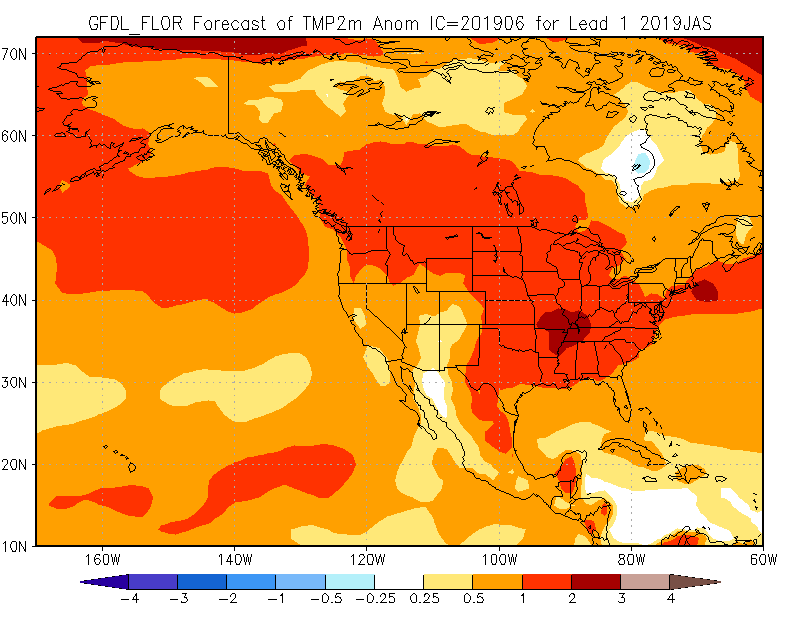 GFDL_FLOR Forecast of TMP2m Anom IC=201906 for Lead 1 2019JAS
70N
60N
50N
40N
30N
20N
10N
160W 140W 120W 100W 80W 60W
-4 -3 -2 -1 -0.5 -0.25 0.25 0.5 1 2 3 4